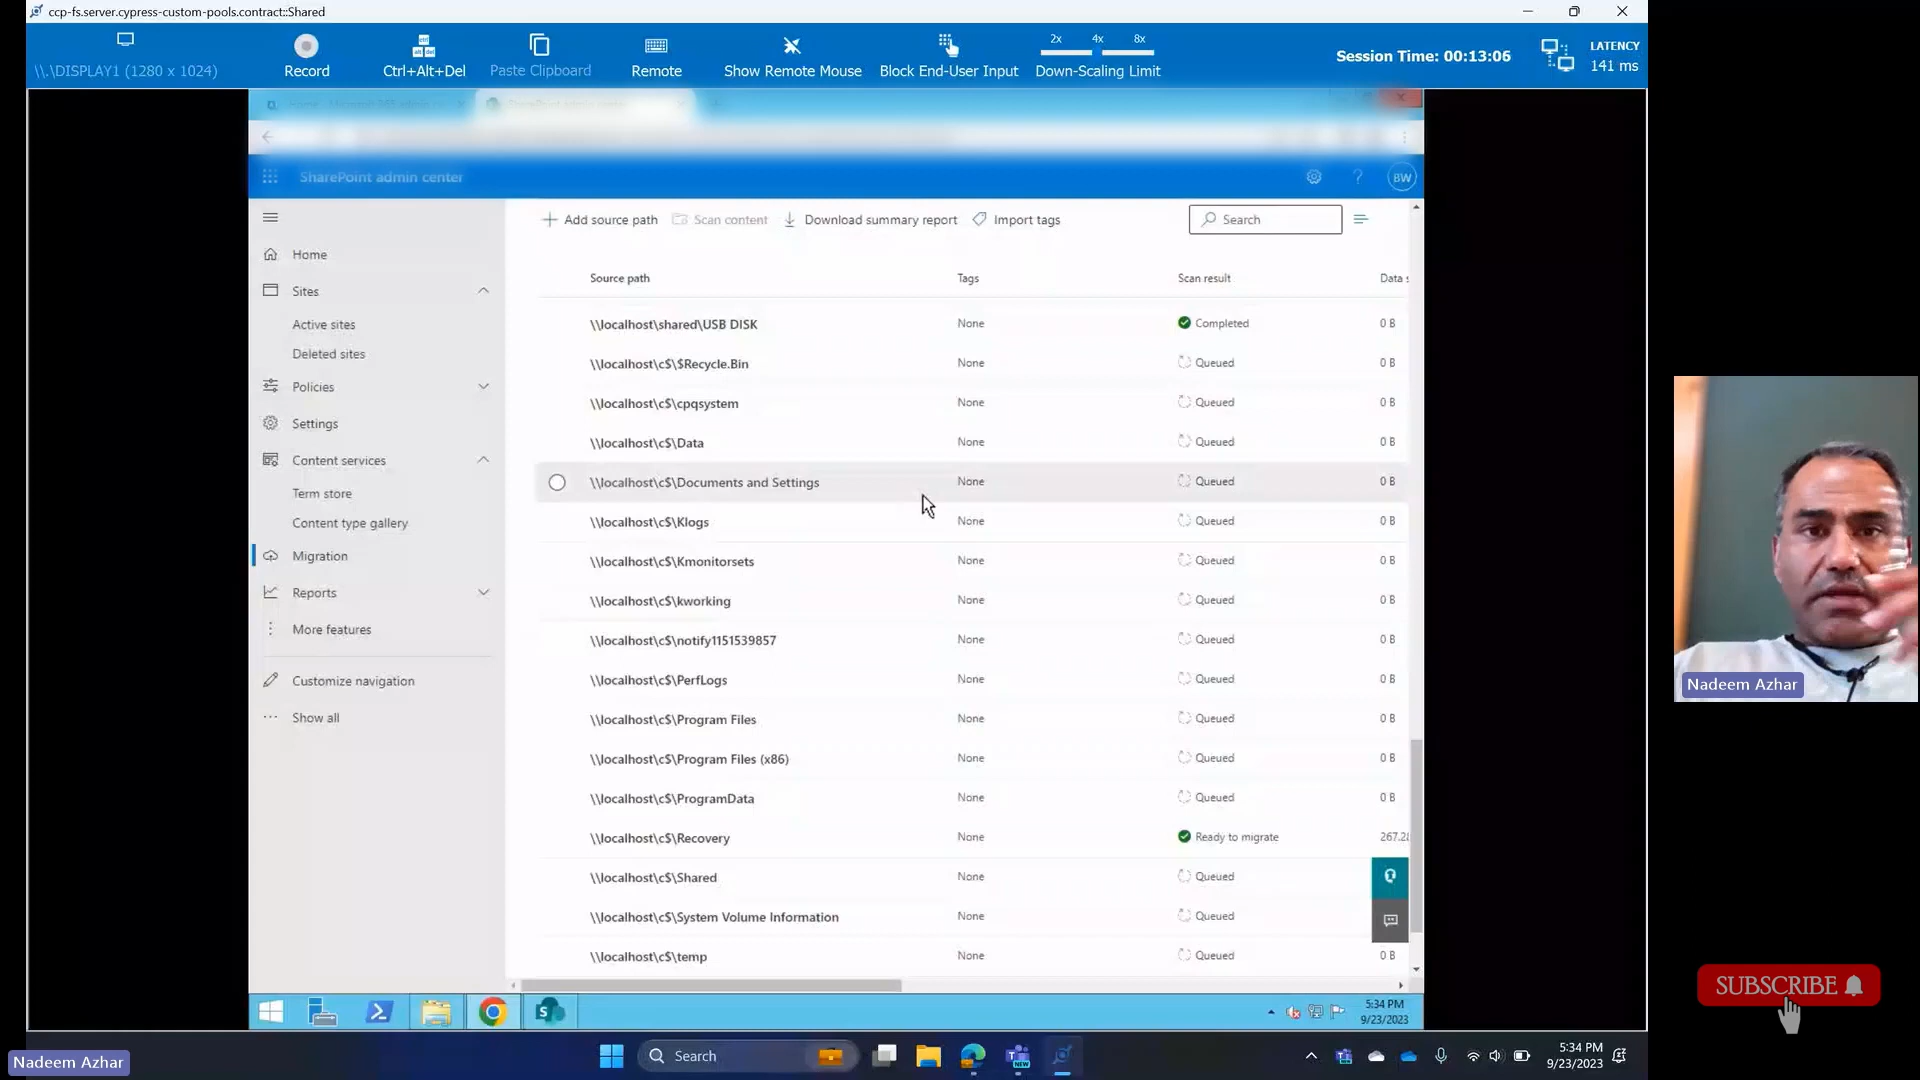 ccp-fs.server.cypress-custom-pools.contract::Shared
\\.\DISPLAY1 (1280 x 1024)
Record
Ctrl+Alt+Del
Paste Clipboard
Remote
Show Remote Mouse
Block End-User Input
2x 4x 8x
Down-Scaling Limit
Session Time: 00:13:06
LATENCY
141 ms
SharePoint admin center
BW
Home
Sites
Active sites
Deleted sites
Policies
Settings
Content services
Term store
Content type gallery
Migration
Reports
More features
Customize navigation
Show all
Add source path
Scan content
Download summary report
Import tags
Search
Source path Tags Scan result Data s
\\localhost\shared\USB DISK None Completed 0 B
\\localhost\c$\$Recycle.Bin None Queued 0 B
\\localhost\c$\cpqsystem None Queued 0 B
\\localhost\c$\Data None Queued 0 B
\\localhost\c$\Documents and Settings None Queued 0 B
\\localhost\c$\Klogs None Queued 0 B
\\localhost\c$\Kmonitorsets None Queued 0 B
\\localhost\c$\kworking None Queued 0 B
\\localhost\c$\notify1151539857 None Queued 0 B
\\localhost\c$\PerfLogs None Queued 0 B
\\localhost\c$\Program Files None Queued 0 B
\\localhost\c$\Program Files (x86) None Queued 0 B
\\localhost\c$\ProgramData None Queued 0 B
\\localhost\c$\Recovery None Ready to migrate 267.2
\\localhost\c$\Shared None Queued
\\localhost\c$\System Volume Information None Queued
\\localhost\c$\temp None Queued 0 B
5:34 PM
9/23/2023
Nadeem Azhar
SUBSCRIBE
Nadeem Azhar
Search
NEW
5:34 PM
9/23/2023